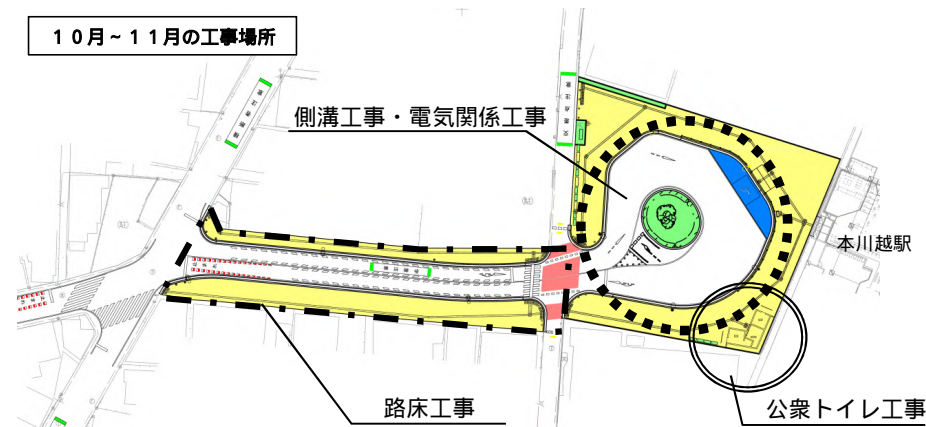 １０月～１１月の工事場所
側溝工事・電気関係工事
本川越駅
路床工事
公衆トイレ工事